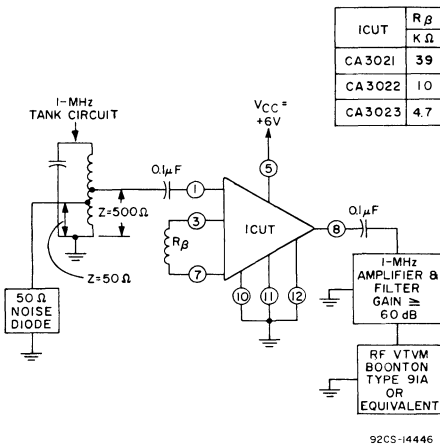 ICUT
Rβ
KΩ
CA3021 39
CA3022 10
CA3023 4.7
1-MHz
TANK CIRCUIT
VCC =
+6V
0.1μF
1
5
Z=500Ω
3
Rβ
ICUT
8
0.1μF
7
Z=50Ω
10
11
12
50 Ω
NOISE
DIODE
1-MHz
AMPLIFIER &
FILTER
GAIN ≥
60 dB
RF VTVM
BOONTON
TYPE 91A
OR
EQUIVALENT
92CS-14446